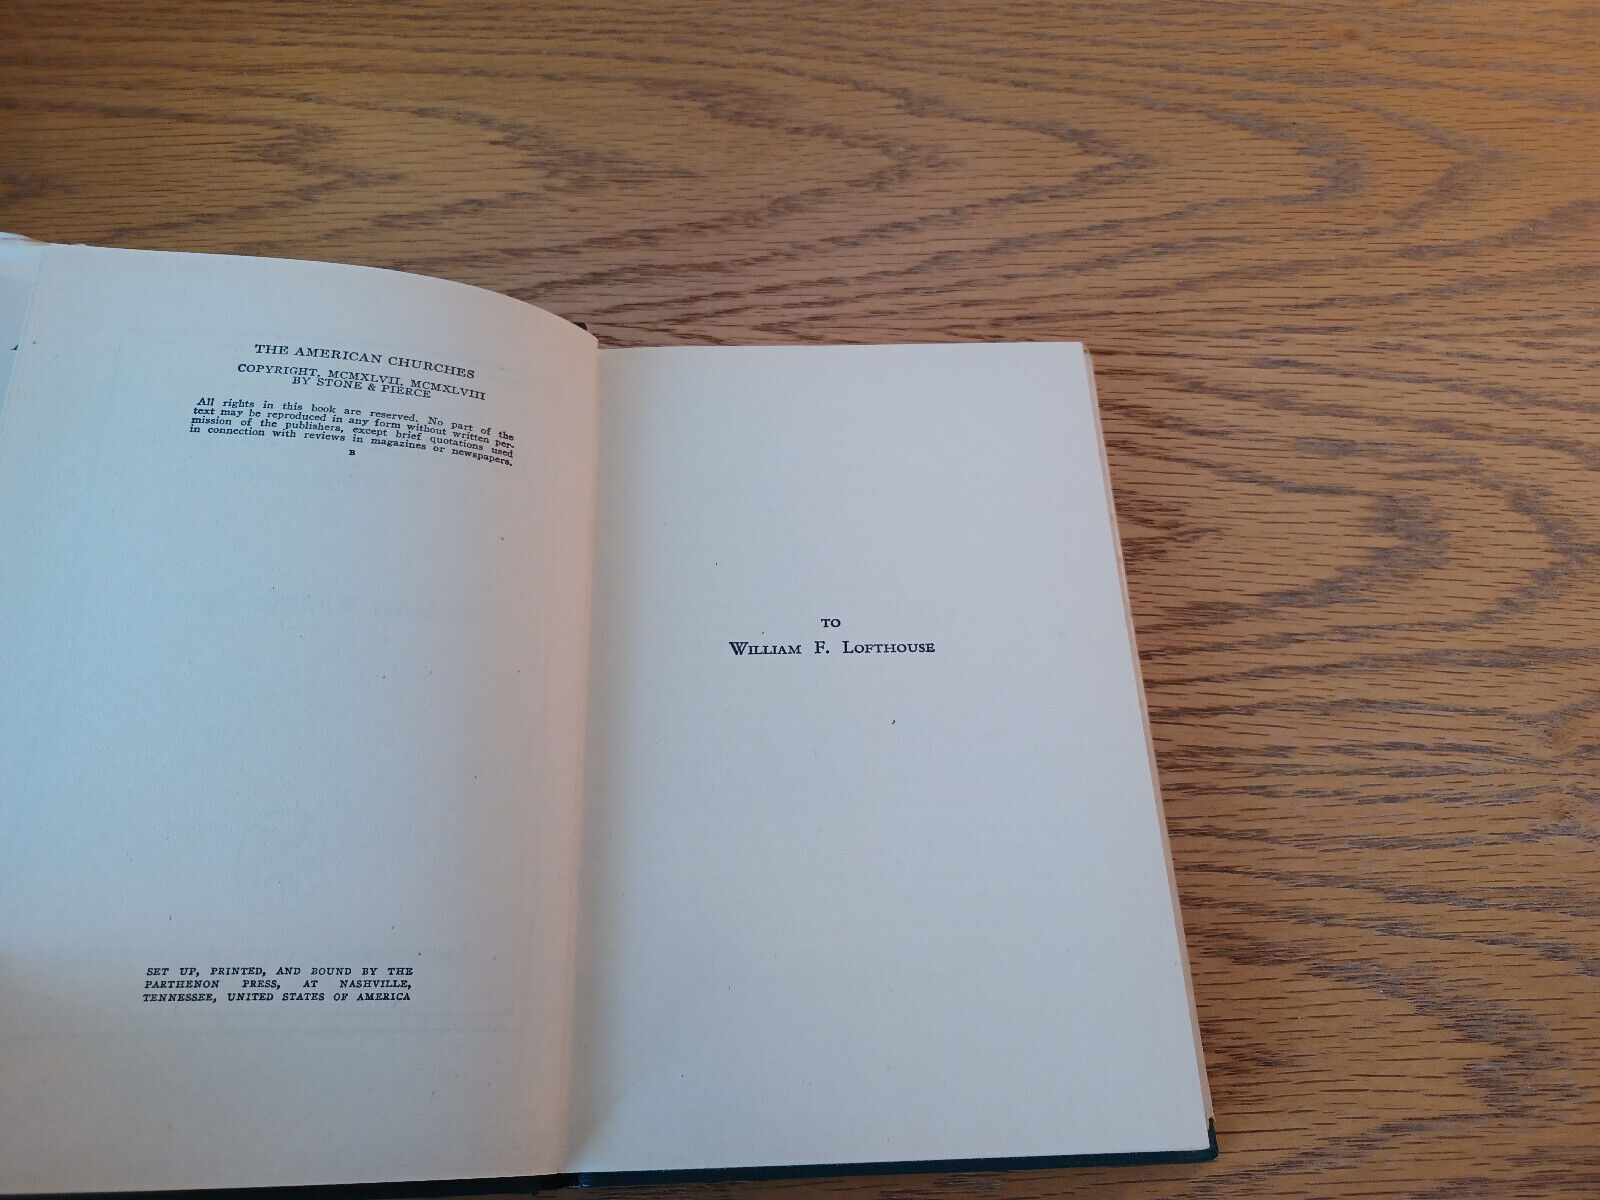 THE AMERICAN CHURCHES
COPYRIGHT, MCMXLVII, MCMXLVIII
BY STONE & PIERCE
All rights in this book are reserved. No part of the
text may be reproduced in any form without written per-
mission of the publishers, except brief quotations used
in connection with reviews in magazines or newspapers.
B
SET UP, PRINTED, AND BOUND BY THE
PARTHENON PRESS, AT NASHVILLE,
TENNESSEE, UNITED STATES OF AMERICA
TO
WILLIAM F. LOFTHOUSE